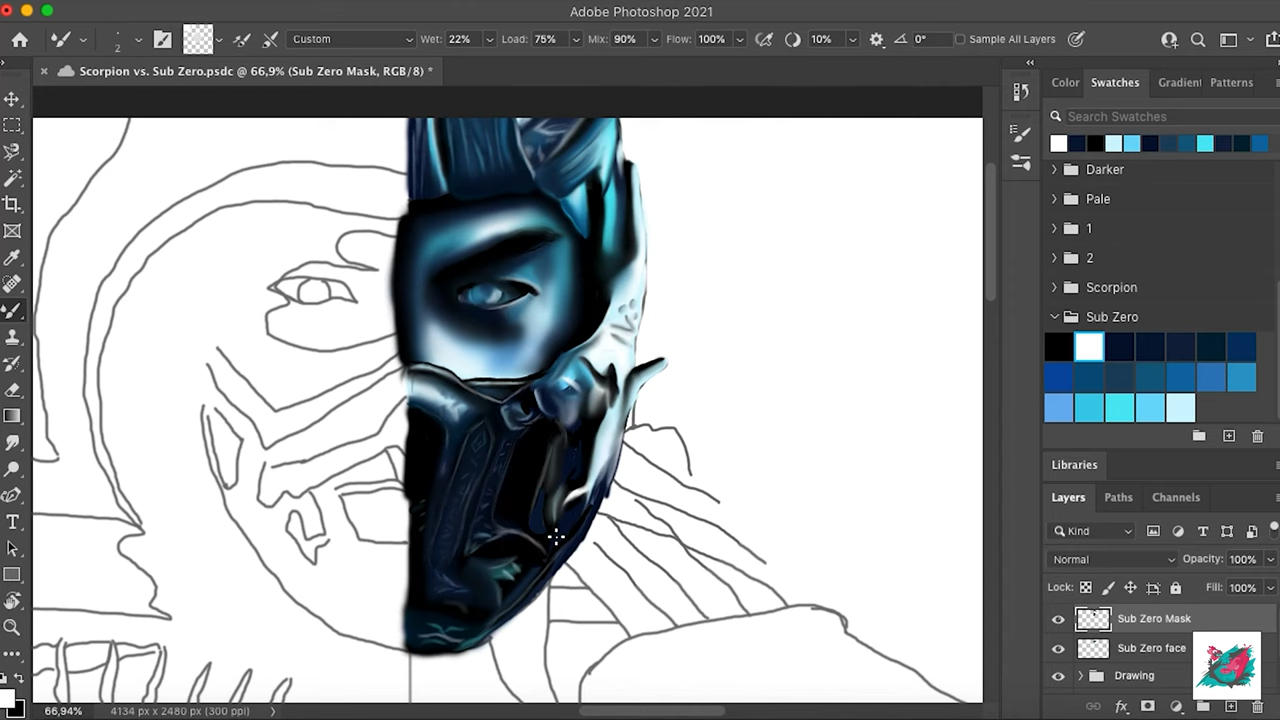 Adobe Photoshop 2021
2
Custom
Wet: 22%
Load: 75%
Mix: 90%
Flow: 100%
10%
0°
Sample All Layers
Scorpion vs. Sub Zero.psdc @ 66,9% (Sub Zero Mask, RGB/8) *
Color
Swatches
Gradient
Patterns
Search Swatches
Darker
Pale
1
2
Scorpion
Sub Zero
Libraries
Layers
Paths
Channels
Kind
Normal
Opacity: 100%
Lock:
Fill: 100%
Sub Zero Mask
Sub Zero face
Drawing
66,94%
4134 px x 2480 px (300 ppi)